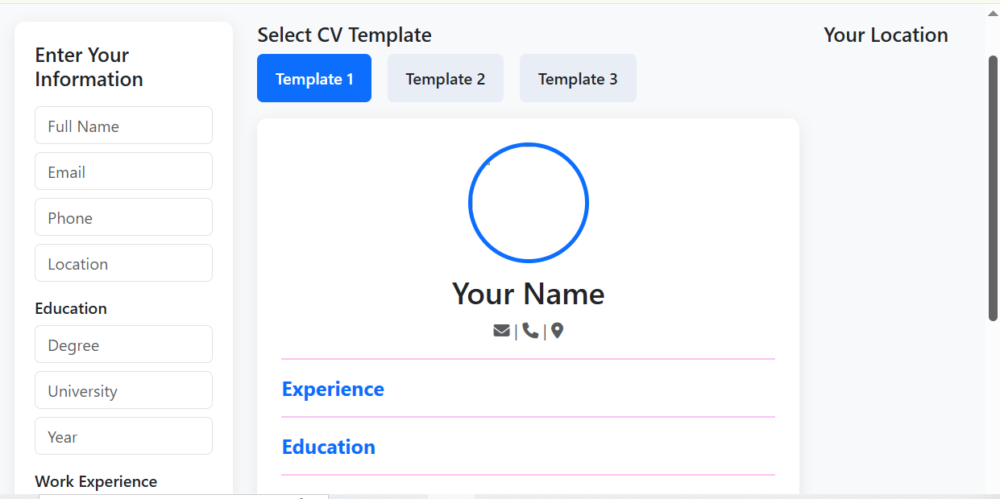 Enter Your
Information
Full Name
Email
Phone
Location
Education
Degree
University
Year
Work Experience
Select CV Template
Template 1
Template 2
Template 3
Your Name
| |
Experience
Education
Your Location